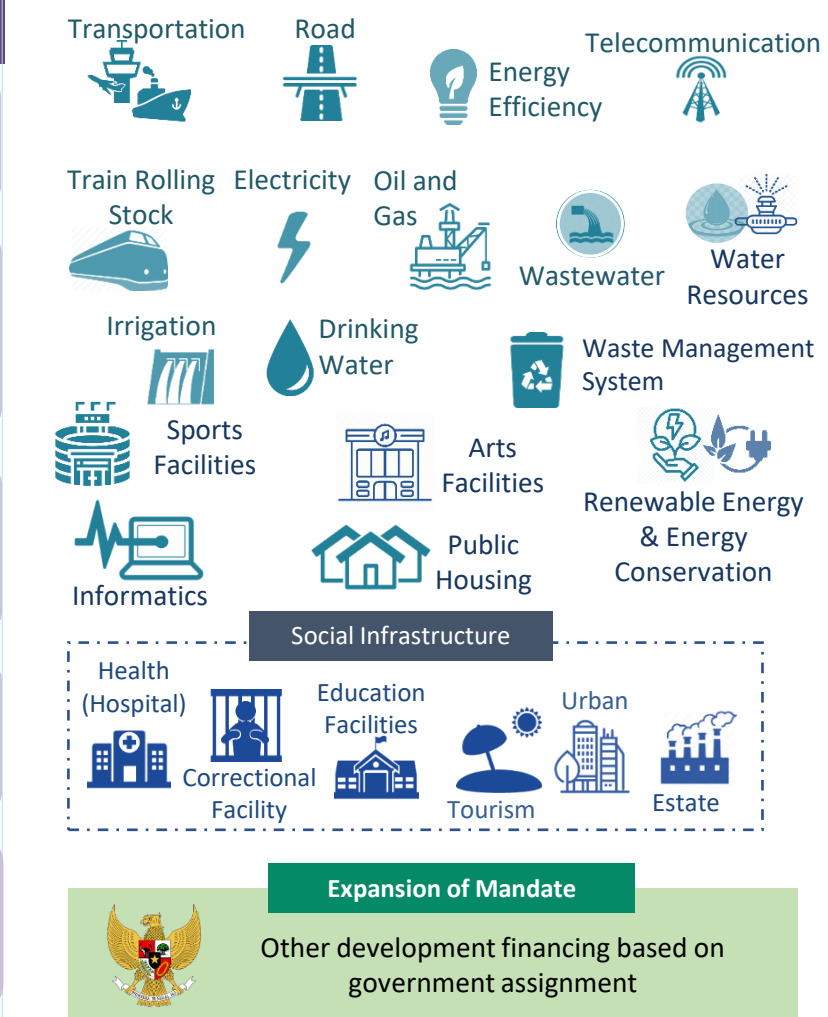 Transportation
Road
Telecommunication
Energy
Efficiency
Train Rolling
Stock
Electricity
Oil and
Gas
Wastewater
Water
Resources
Irrigation
Drinking
Water
Waste Management
System
Sports
Facilities
Arts
Facilities
Renewable Energy
& Energy
Conservation
Informatics
Public
Housing
Social Infrastructure
Health
(Hospital)
Correctional
Facility
Education
Facilities
Tourism
Urban
Estate
Expansion of Mandate
Other development financing based on
government assignment